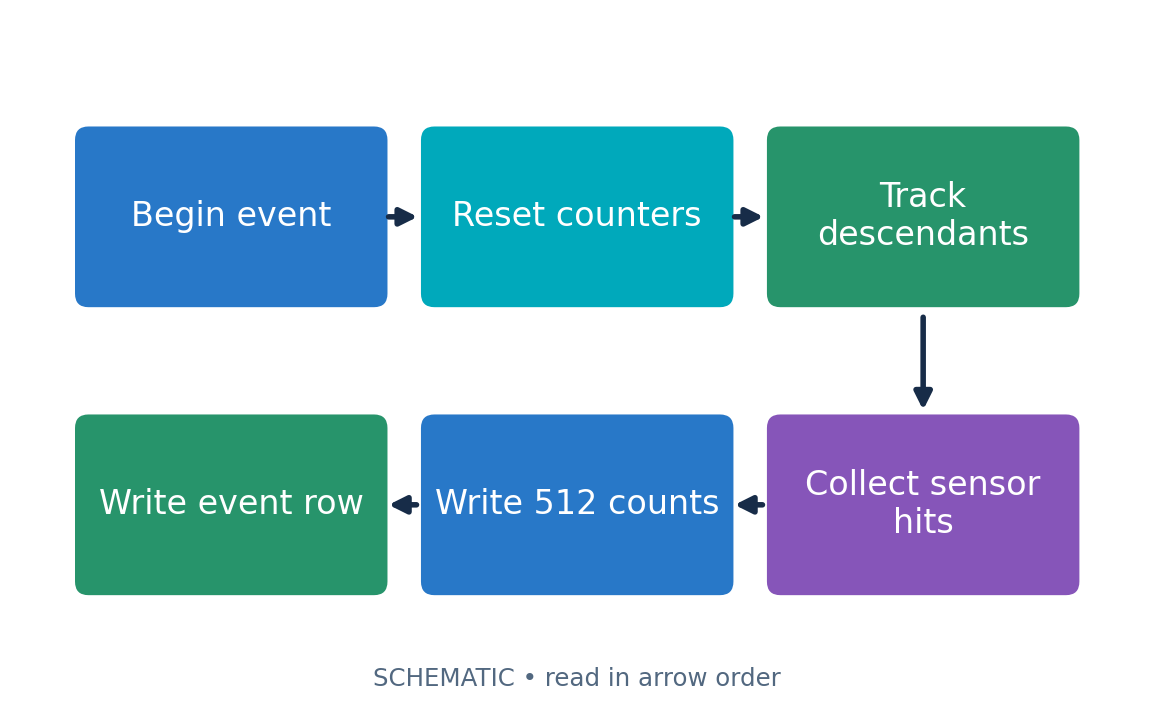 Begin event
Reset counters
Track
descendants
Collect sensor
hits
Write 512 counts
Write event row
SCHEMATIC • read in arrow order